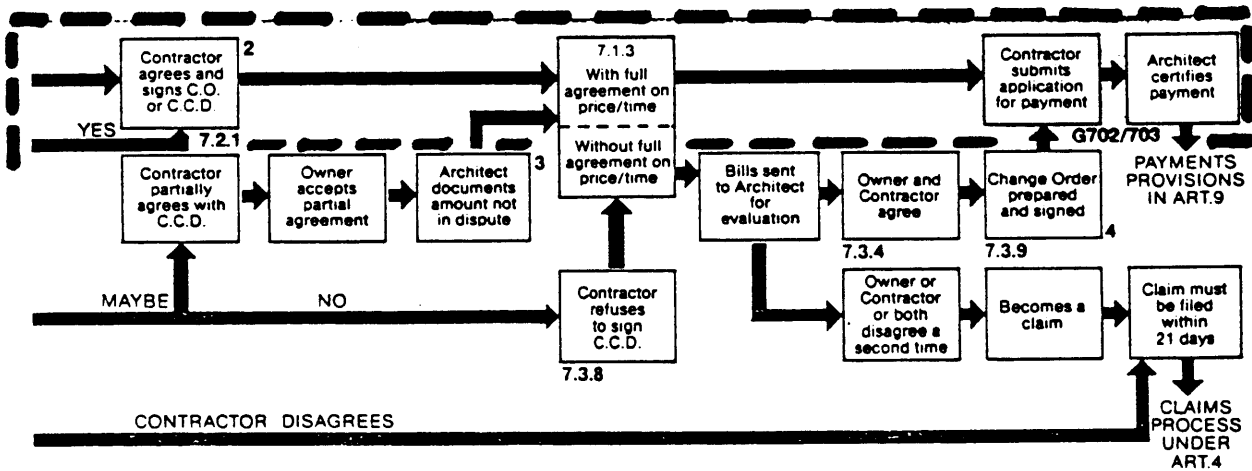 2
Contractor
agrees and
signs C.O.
or C.C.D.
7.1.3
With full
agreement on
price/time
Without full
agreement on
price/time
Contractor
submits
application
for payment
Architect
certifies
payment
YES
7.2.1
G702/703
PAYMENTS
PROVISIONS
IN ART.9
Contractor
partially
agrees with
C.C.D.
Owner
accepts
partial
agreement
3
Architect
documents
amount not
in dispute
Bills sent
to Architect
for
evaluation
Owner and
Contractor
agree
7.3.4
Change Order
prepared
and signed
4
7.3.9
MAYBE
NO
Contractor
refuses
to sign
C.C.D.
7.3.8
Owner or
Contractor
or both
disagree a
second time
Becomes a
claim
Claim must
be filed
within
21 days
CONTRACTOR DISAGREES
CLAIMS
PROCESS
UNDER
ART.4